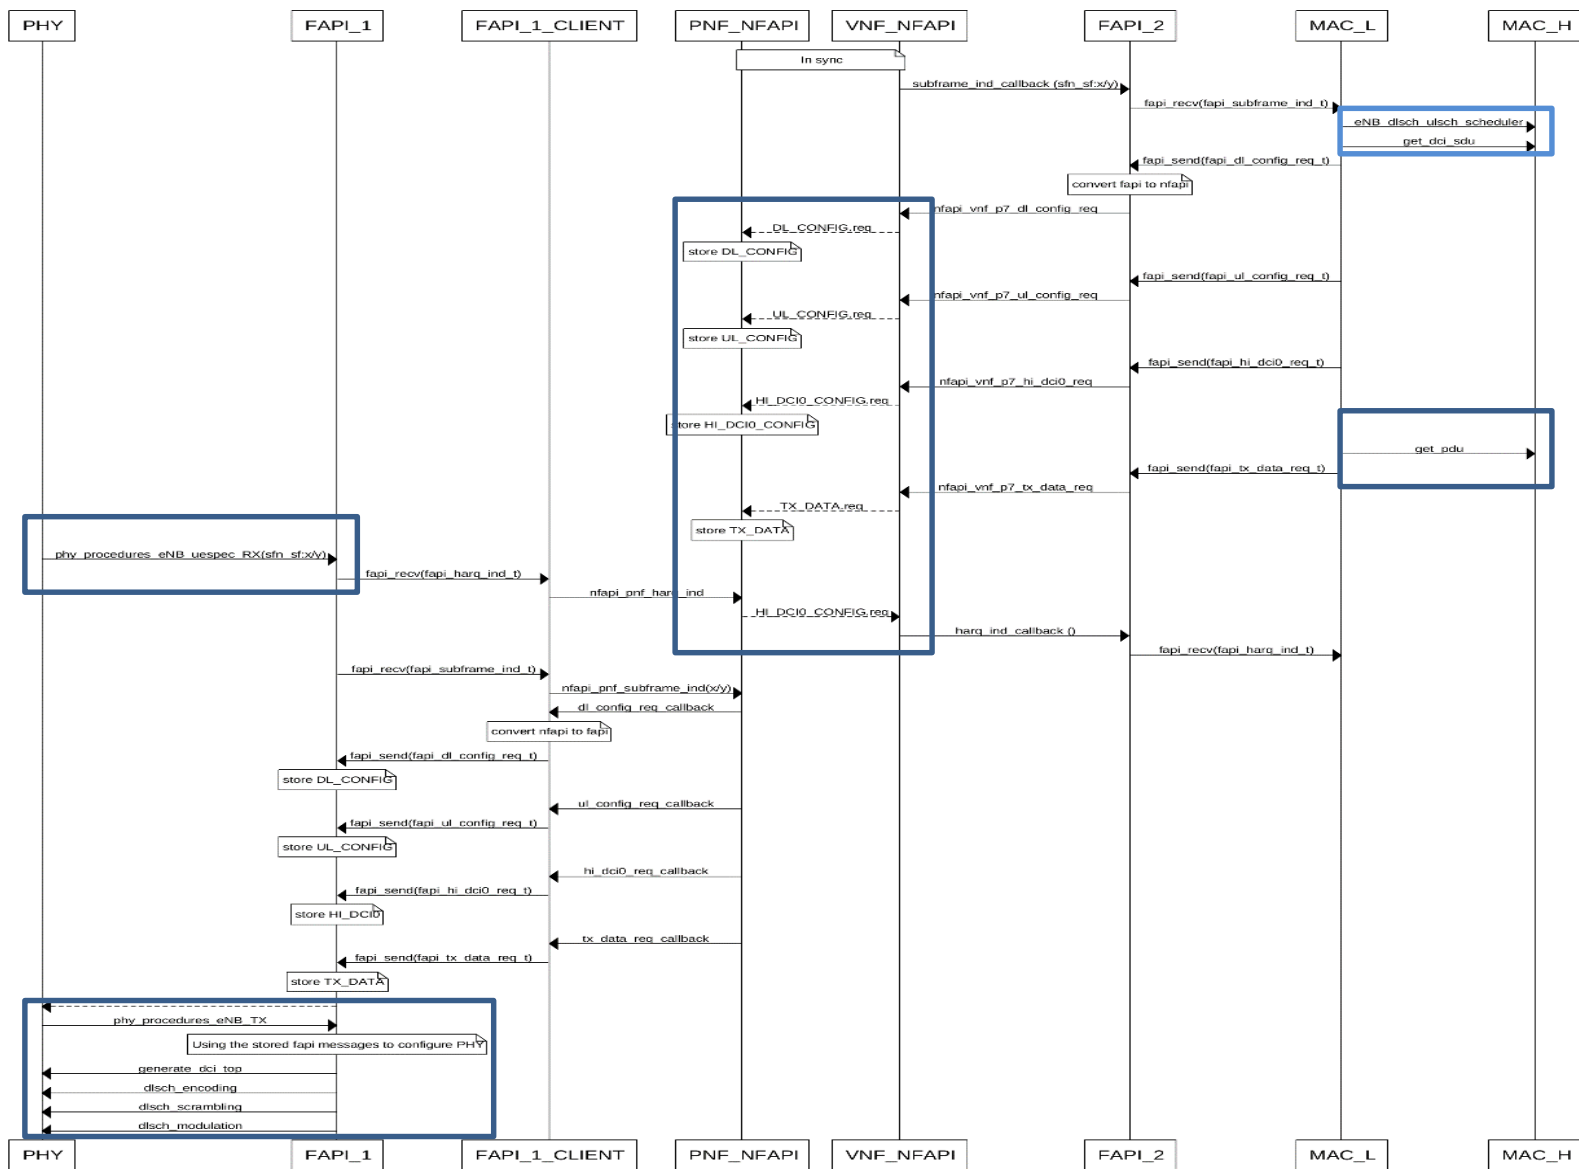 PHY FAPI_1 FAPI_1_CLIENT PNF_NFAPI VNF_NFAPI FAPI_2 MAC_L MAC_H
In sync
subframe_ind_callback (sfn_sf:x/y)
fapi_recv(fapi_subframe_ind_t)
eNB_dlsch_ulsch_scheduler
get_dci_sdu
fapi_send(fapi_dl_config_req_t)
convert fapi to nfapi
nfapi_vnf_p7_dl_config_req
DL_CONFIG.req
store DL_CONFIG
fapi_send(fapi_ul_config_req_t)
nfapi_vnf_p7_ul_config_req
UL_CONFIG.req
store UL_CONFIG
fapi_send(fapi_hi_dci0_req_t)
nfapi_vnf_p7_hi_dci0_req
HI_DCI0_CONFIG.req
store HI_DCI0_CONFIG
get_pdu
fapi_send(fapi_tx_data_req_t)
nfapi_vnf_p7_tx_data_req
TX_DATA.req
store TX_DATA
phy_procedures_eNB_uespec_RX(sfn_sf:x/y)
fapi_recv(fapi_harq_ind_t)
nfapi_pnf_harq_ind
HI_DCI0_CONFIG.req
harq_ind_callback ()
fapi_recv(fapi_harq_ind_t)
fapi_recv(fapi_subframe_ind_t)
nfapi_pnf_subframe_ind(x/y)
dl_config_req_callback
convert nfapi to fapi
fapi_send(fapi_dl_config_req_t)
store DL_CONFIG
ul_config_req_callback
fapi_send(fapi_ul_config_req_t)
store UL_CONFIG
hi_dci0_req_callback
fapi_send(fapi_hi_dci0_req_t)
store HI_DCI0
tx_data_req_callback
fapi_send(fapi_tx_data_req_t)
store TX_DATA
phy_procedures_eNB_TX
Using the stored fapi messages to configure PHY
generate_dci_top
dlsch_encoding
dlsch_scrambling
dlsch_modulation
PHY FAPI_1 FAPI_1_CLIENT PNF_NFAPI VNF_NFAPI FAPI_2 MAC_L MAC_H